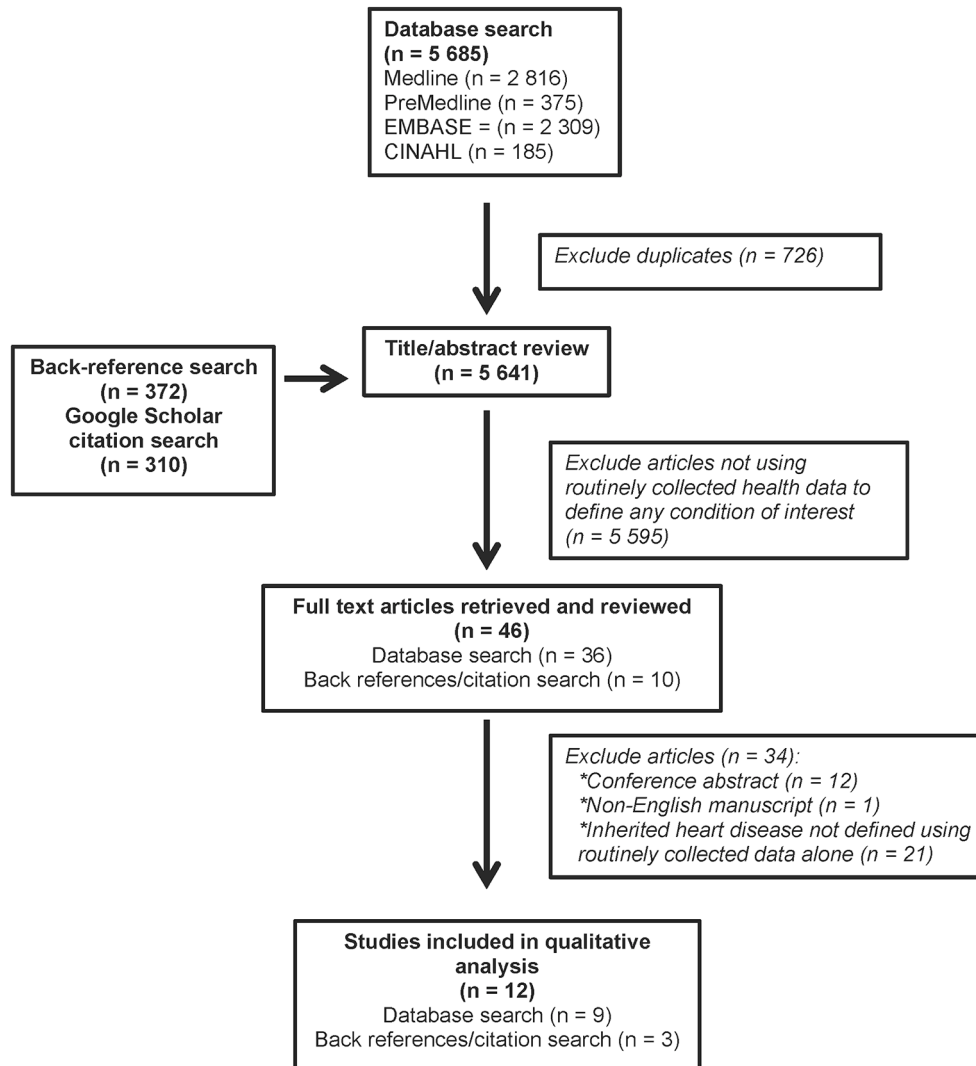 Database search
(n = 5 685)
Medline (n = 2 816)
PreMedline (n = 375)
EMBASE = (n = 2 309)
CINAHL (n = 185)
Exclude duplicates (n = 726)
Back-reference search
(n = 372)
Google Scholar
citation search
(n = 310)
Title/abstract review
(n = 5 641)
Exclude articles not using
routinely collected health data to
define any condition of interest
(n = 5 595)
Full text articles retrieved and reviewed
(n = 46)
Database search (n = 36)
Back references/citation search (n = 10)
Exclude articles (n = 34):
*Conference abstract (n = 12)
*Non-English manuscript (n = 1)
*Inherited heart disease not defined using
routinely collected data alone (n = 21)
Studies included in qualitative
analysis
(n = 12)
Database search (n = 9)
Back references/citation search (n = 3)